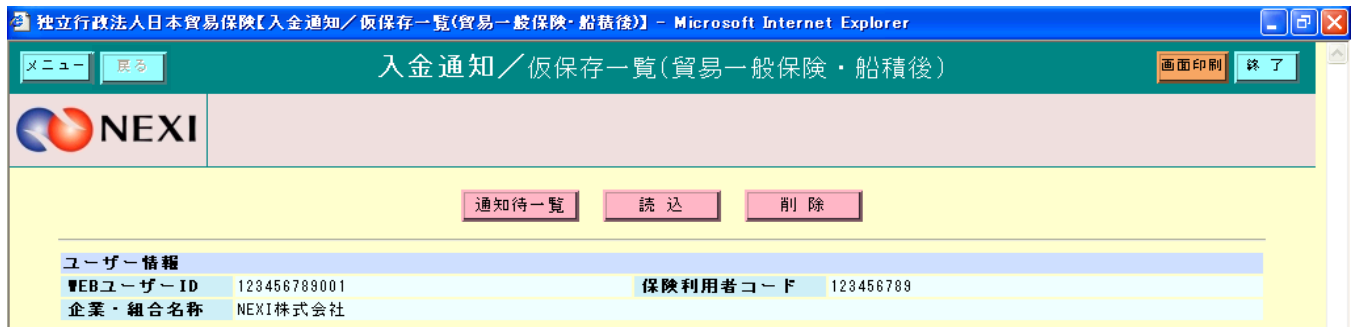 独立行政法人日本貿易保険【入金通知／仮保存一覧(貿易一般保険・船積後)】 - Microsoft Internet Explorer
メニュー 戻る 入金通知／仮保存一覧(貿易一般保険・船積後) 画面印刷 終 了
NEXI
通知待一覧 読 込 削 除
ユーザー情報
WEBユーザーID 123456789001 保険利用者コード 123456789
企業・組合名称 NEXI株式会社